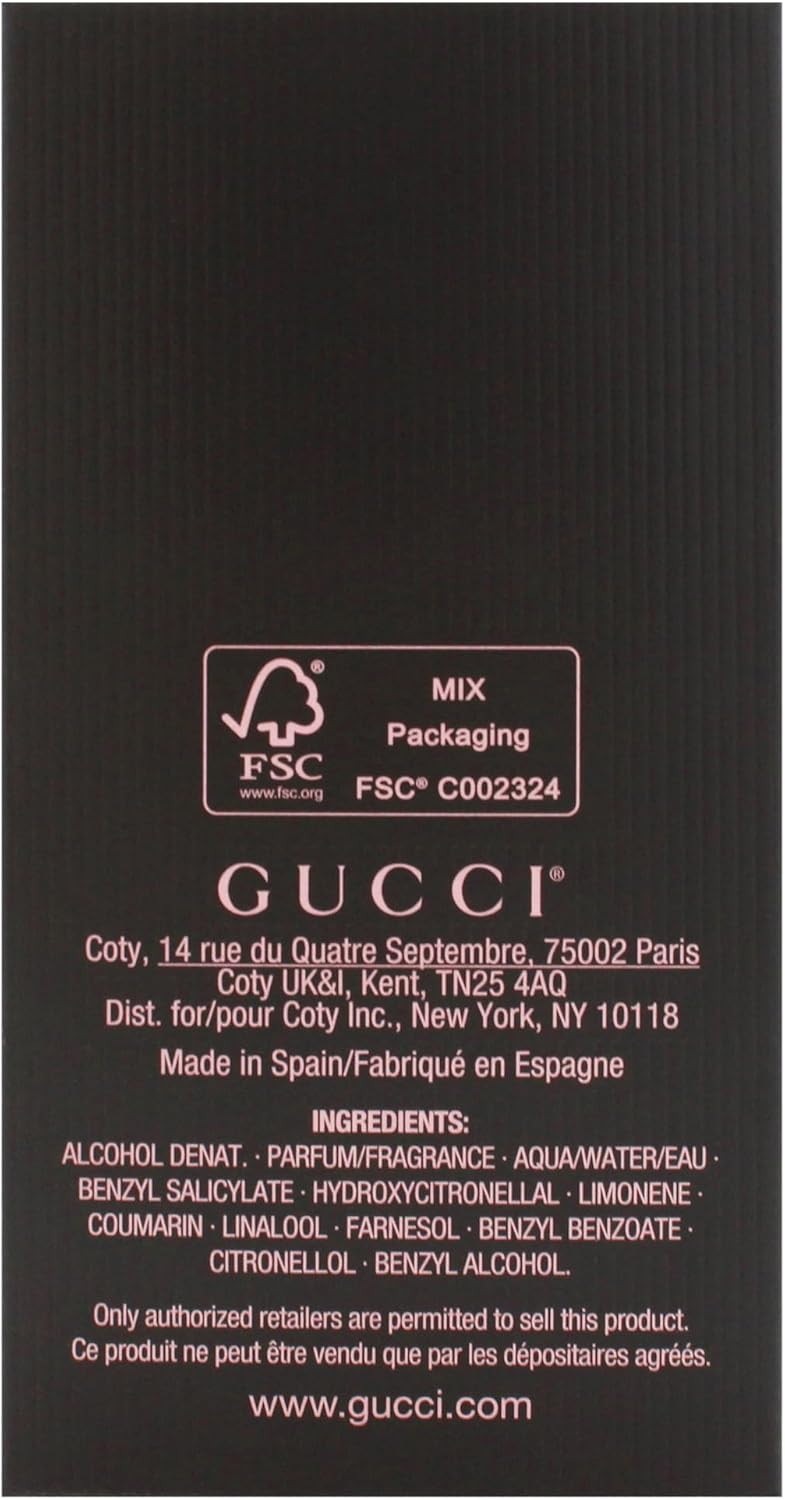 MIX
Packaging
FSC
www.fsc.org
FSC® C002324
GUCCI®
Coty, 14 rue du Quatre Septembre, 75002 Paris
Coty UK&I, Kent, TN25 4AQ
Dist. for/pour Coty Inc., New York, NY 10118
Made in Spain/Fabriqué en Espagne
INGREDIENTS:
ALCOHOL DENAT. · PARFUM/FRAGRANCE · AQUA/WATER/EAU ·
BENZYL SALICYLATE · HYDROXYCITRONELLAL · LIMONENE ·
COUMARIN · LINALOOL · FARNESOL · BENZYL BENZOATE ·
CITRONELLOL · BENZYL ALCOHOL.
Only authorized retailers are permitted to sell this product.
Ce produit ne peut être vendu que par les dépositaires agréés.
www.gucci.com